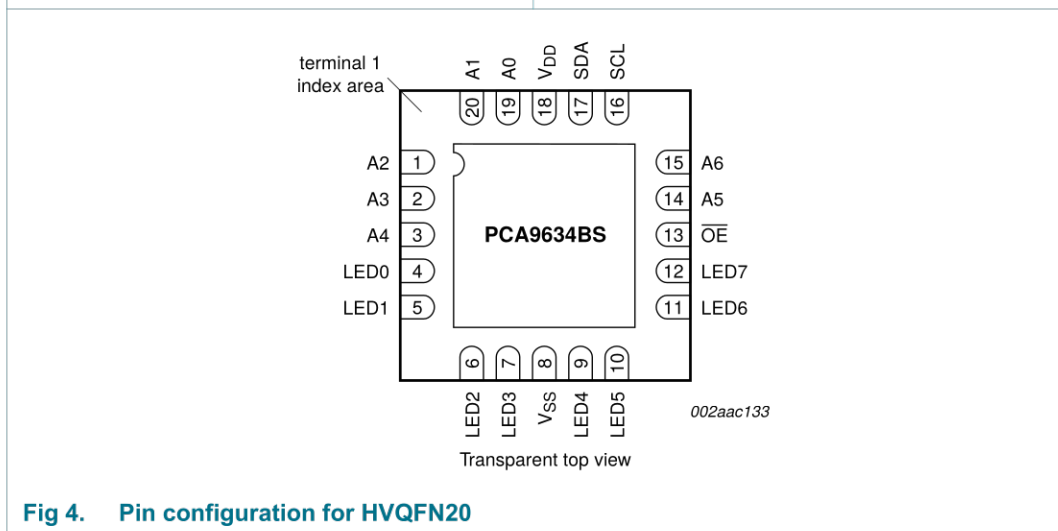 terminal 1
index area
A1
A0
VDD
SDA
SCL
20
19
18
17
16
A2 1
15 A6
A3 2
14 A5
A4 3
PCA9634BS
13 OE
LED0 4
12 LED7
LED1 5
11 LED6
6
7
8
9
10
LED2
LED3
VSS
LED4
LED5
002aac133
Transparent top view
Fig 4. Pin configuration for HVQFN20